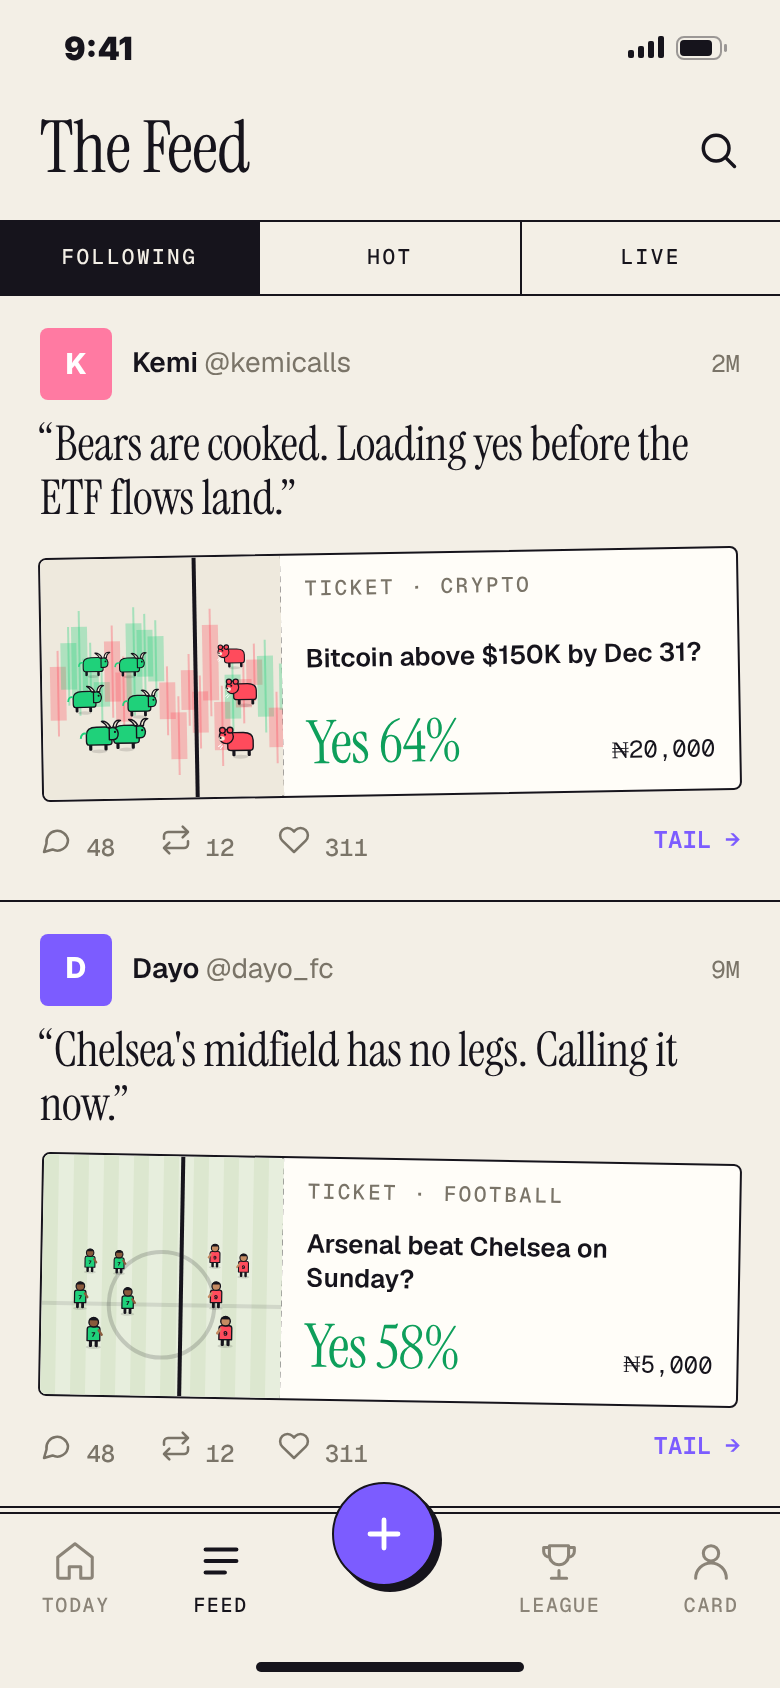 9:41
The Feed
FOLLOWING
HOT
LIVE
K
Kemi @kemicalls
2M
“Bears are cooked. Loading yes before the
ETF flows land.”
TICKET · CRYPTO
Bitcoin above $150K by Dec 31?
Yes 64%
₦20,000
48
12
311
TAIL →
D
Dayo @dayo_fc
9M
“Chelsea's midfield has no legs. Calling it
now.”
TICKET · FOOTBALL
Arsenal beat Chelsea on
Sunday?
Yes 58%
₦5,000
48
12
311
TAIL →
TODAY
FEED
LEAGUE
CARD